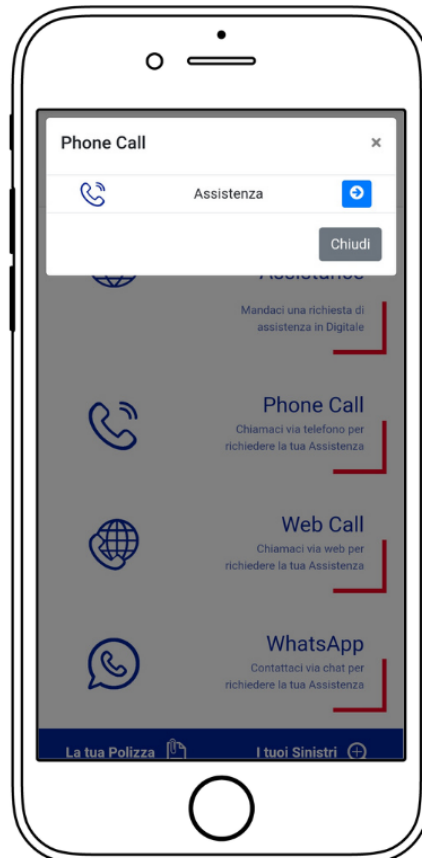 Phone Call ×
Assistenza
Chiudi
Assistance
Mandaci una richiesta di
assistenza in Digitale
Phone Call
Chiamaci via telefono per
richiedere la tua Assistenza
Web Call
Chiamaci via web per
richiedere la tua Assistenza
WhatsApp
Contattaci via chat per
richiedere la tua Assistenza
La tua Polizza
I tuoi Sinistri